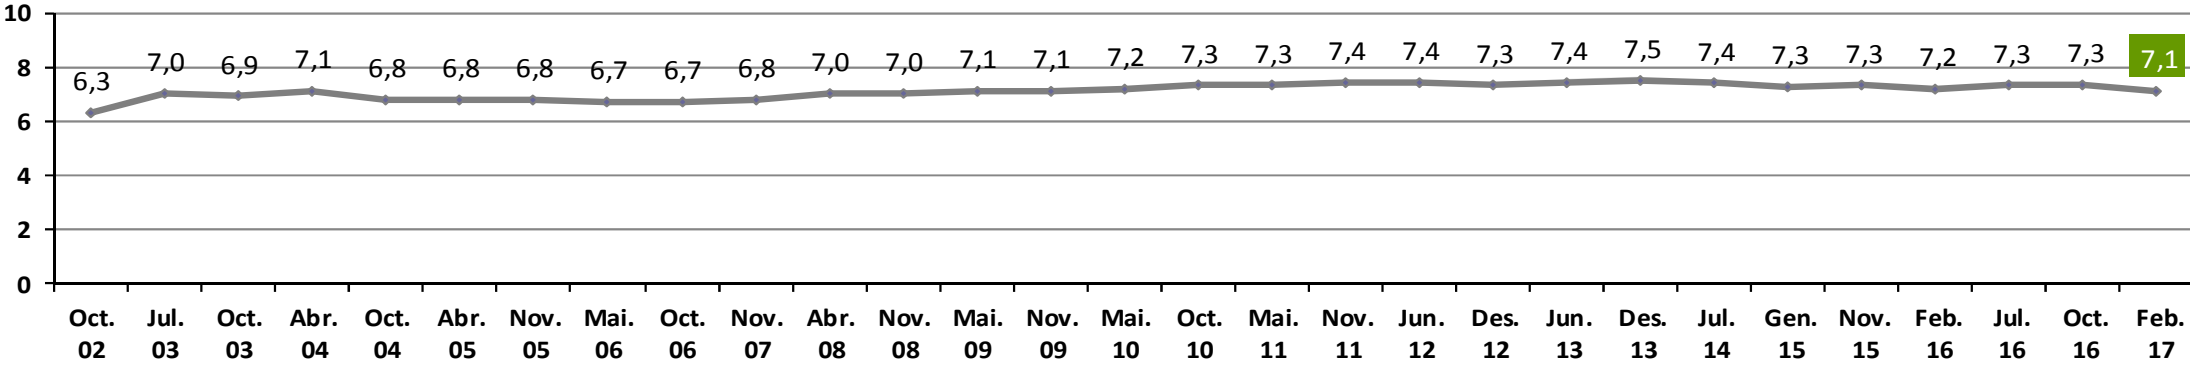 10
8
6
4
2
0
6,3 7,0 6,9 7,1 6,8 6,8 6,8 6,7 6,7 6,8 7,0 7,0 7,1 7,1 7,2 7,3 7,3 7,4 7,4 7,3 7,4 7,5 7,4 7,3 7,3 7,2 7,3 7,3 7,1
Oct. Jul. Oct. Abr. Oct. Abr. Nov. Mai. Oct. Nov. Abr. Nov. Mai. Nov. Mai. Oct. Mai. Nov. Jun. Des. Jun. Des. Jul. Gen. Nov. Feb. Jul. Oct. Feb.
02 03 03 04 04 05 05 06 06 07 08 08 09 09 10 10 11 11 12 12 13 13 14 15 15 16 16 16 17